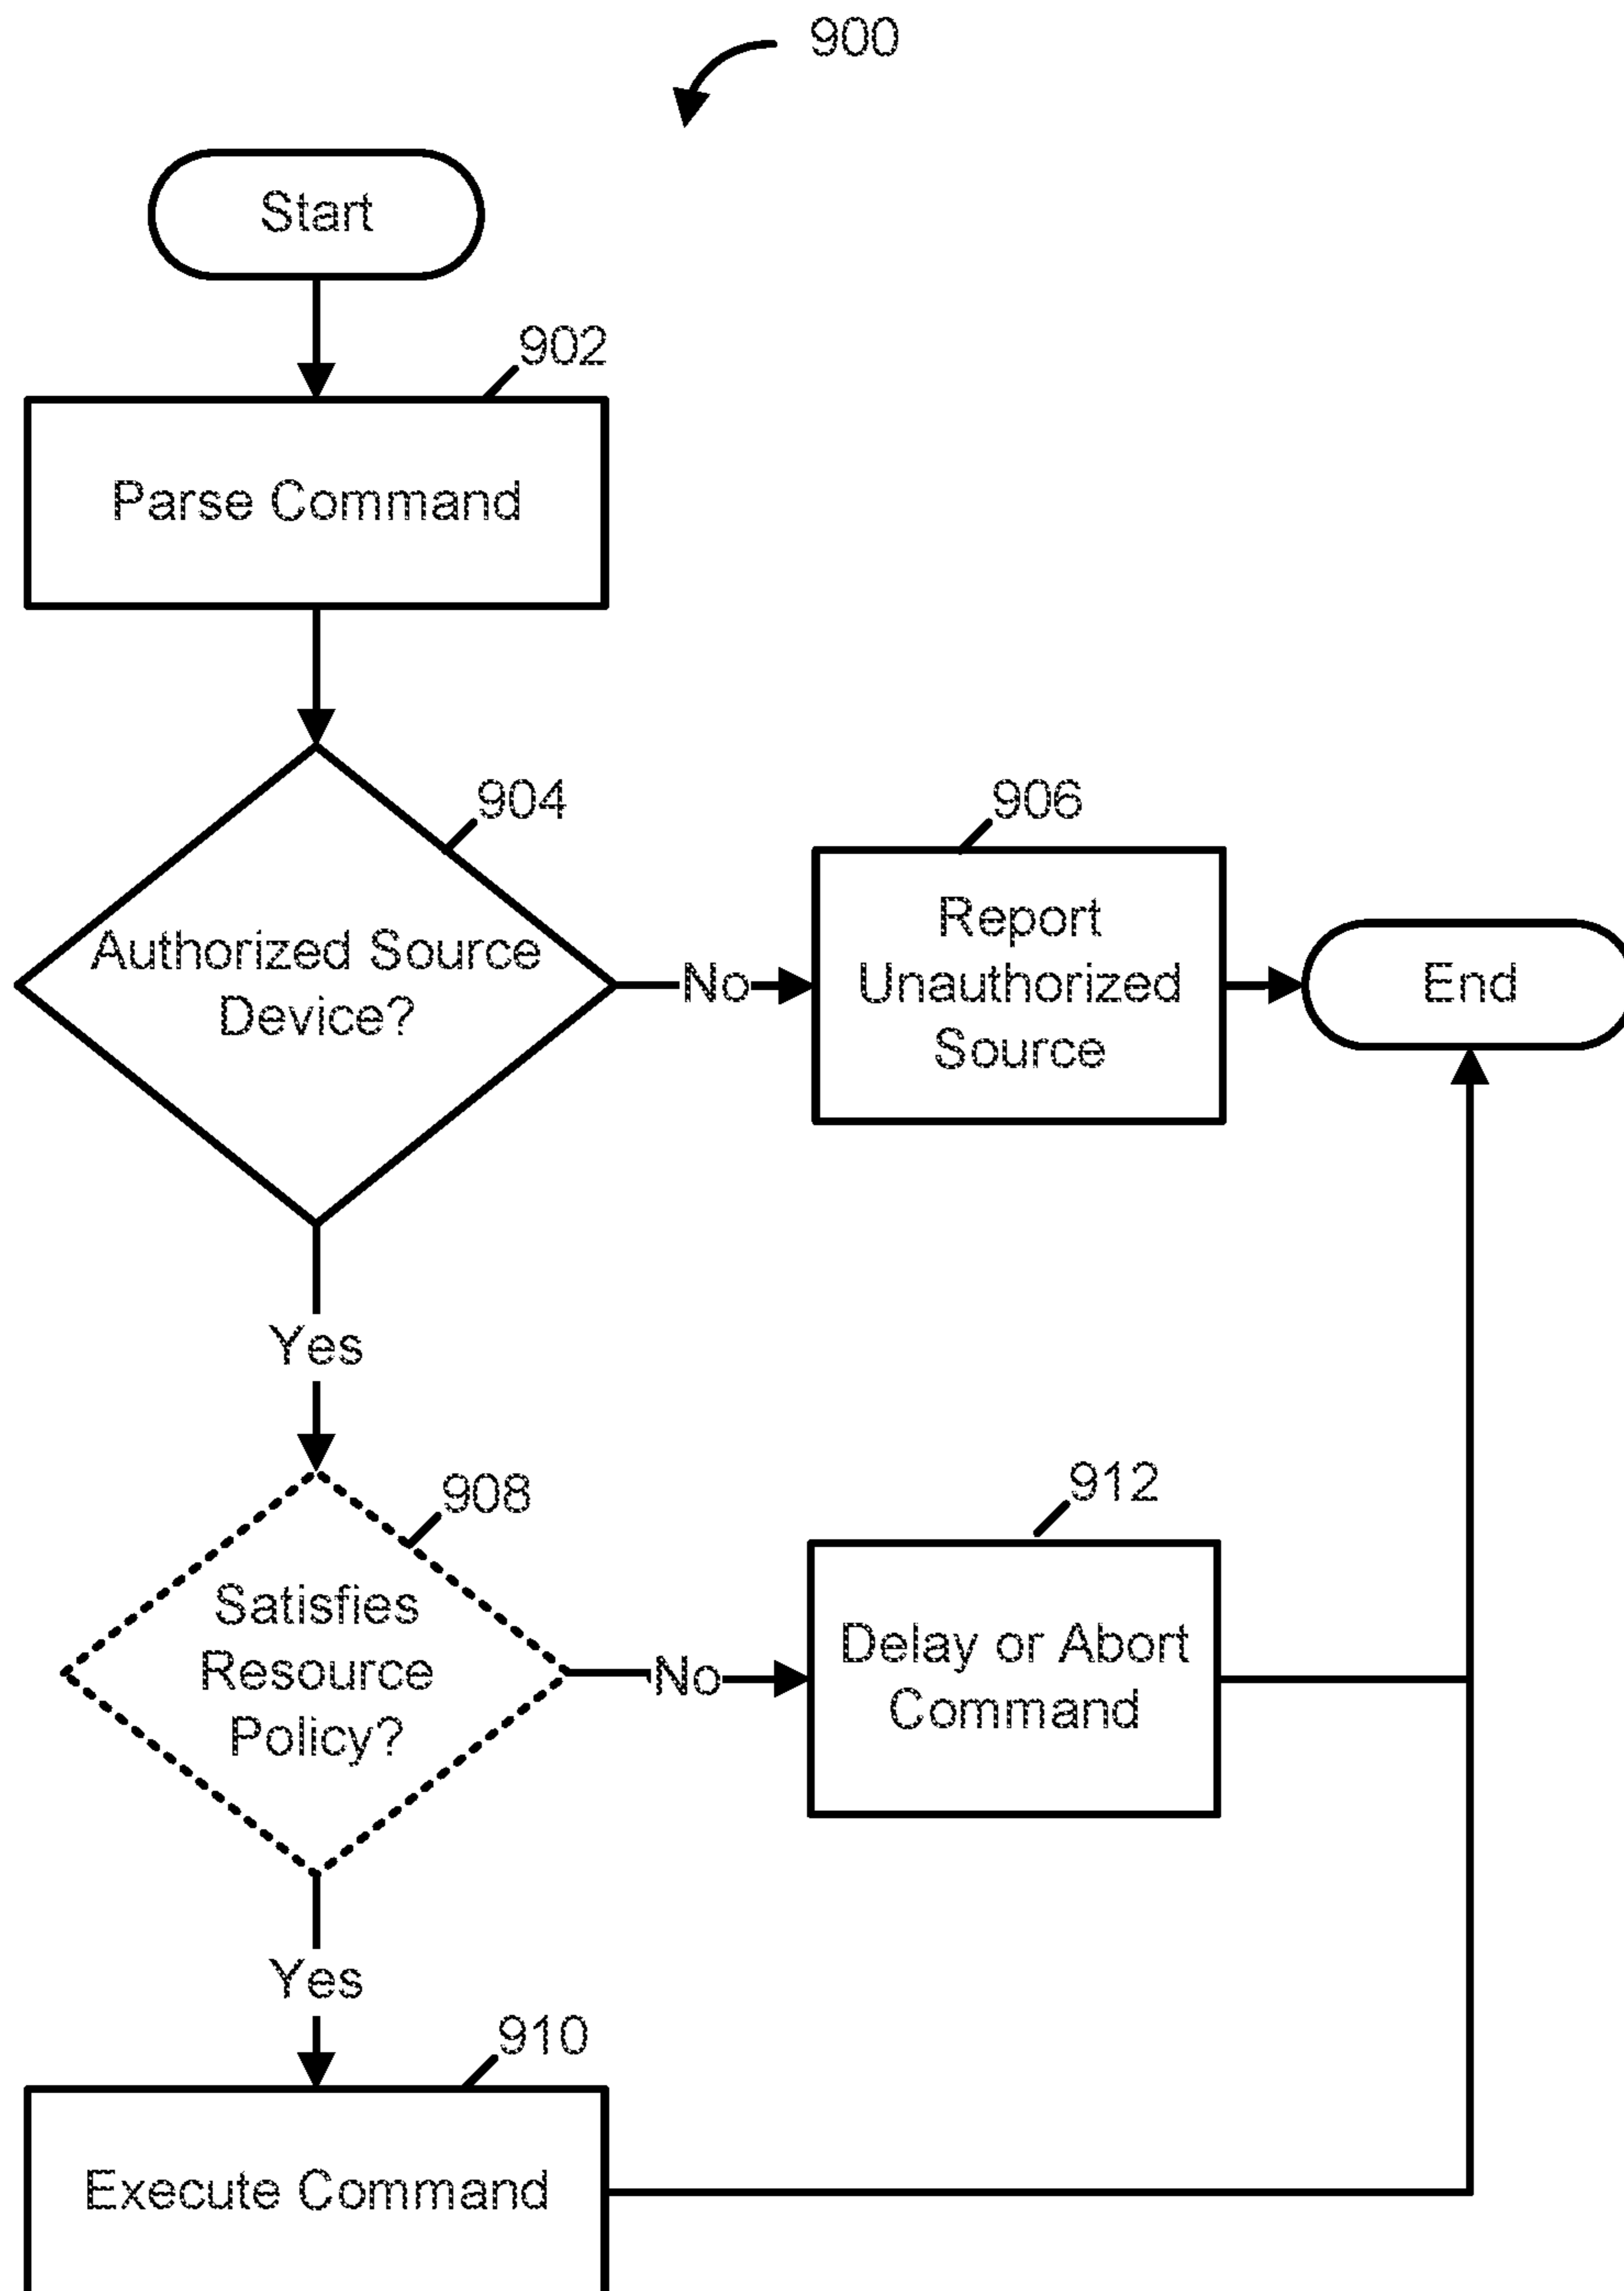 900
Start
902
Parse Command
904
Authorized Source
Device?
No
906
Report
Unauthorized
Source
End
Yes
908
Satisfies
Resource
Policy?
No
912
Delay or Abort
Command
Yes
910
Execute Command